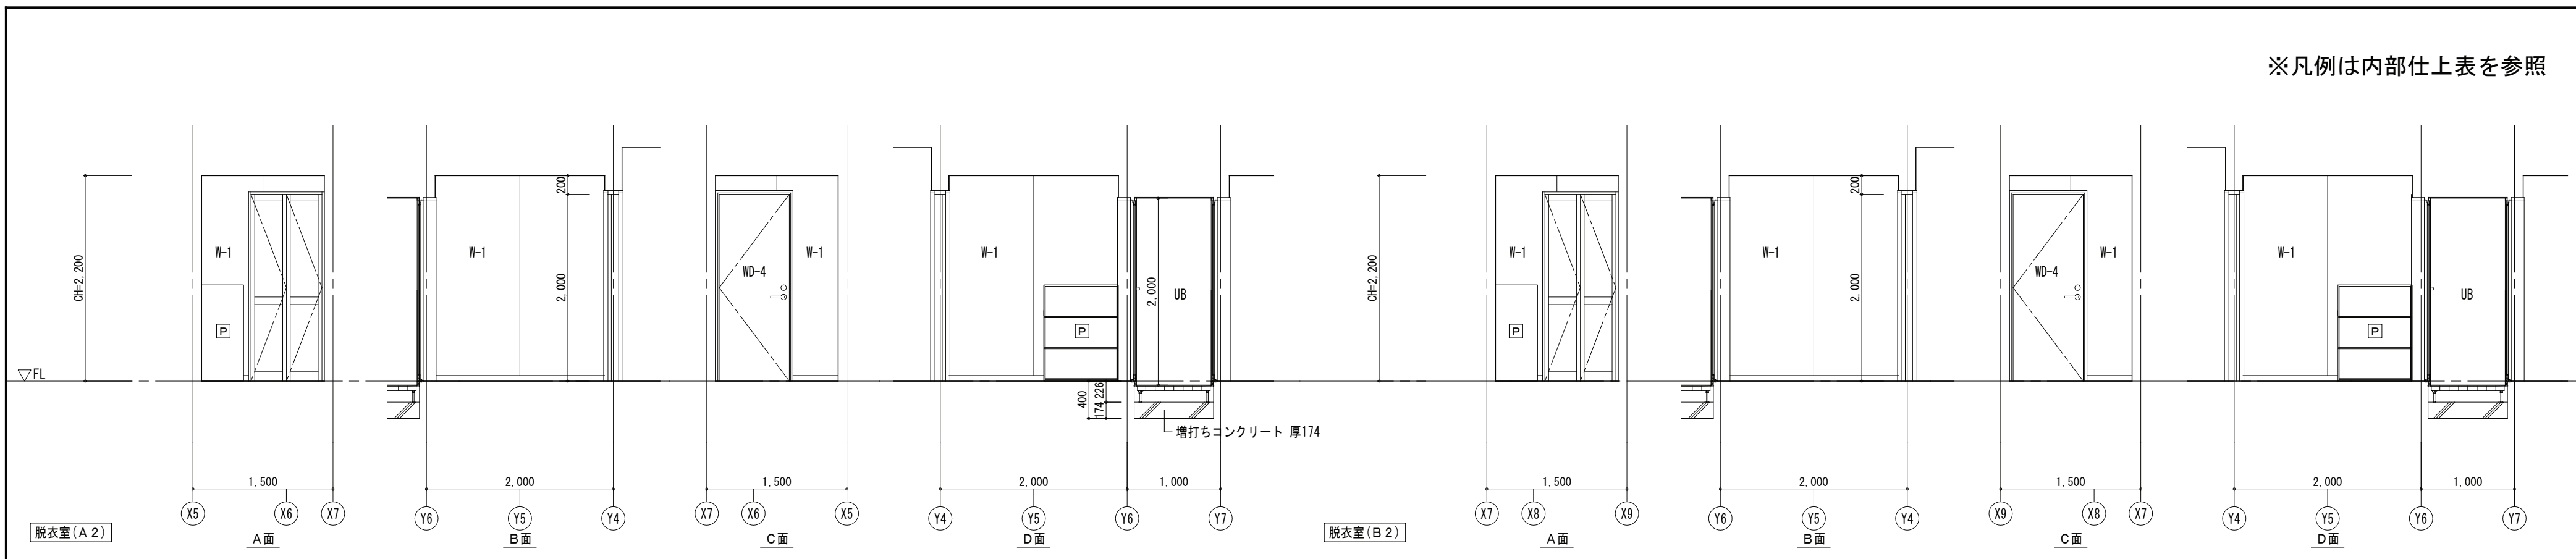 ※凡例は内部仕上表を参照
CH=2,200
▽FL
W-1
P
1,500
X5
X6
X7
A面
W-1
200
2,000
2,000
Y6
Y5
Y4
B面
WD-4
W-1
1,500
X7
X6
X5
C面
W-1
P
2,000
UB
400
226
174
増打ちコンクリート 厚174
2,000
1,000
Y4
Y5
Y6
Y7
D面
脱衣室(A2)
CH=2,200
W-1
P
1,500
X7
X8
X9
A面
W-1
200
2,000
2,000
Y6
Y5
Y4
B面
WD-4
W-1
1,500
X9
X8
X7
C面
W-1
P
UB
2,000
1,000
Y4
Y5
Y6
Y7
D面
脱衣室(B2)